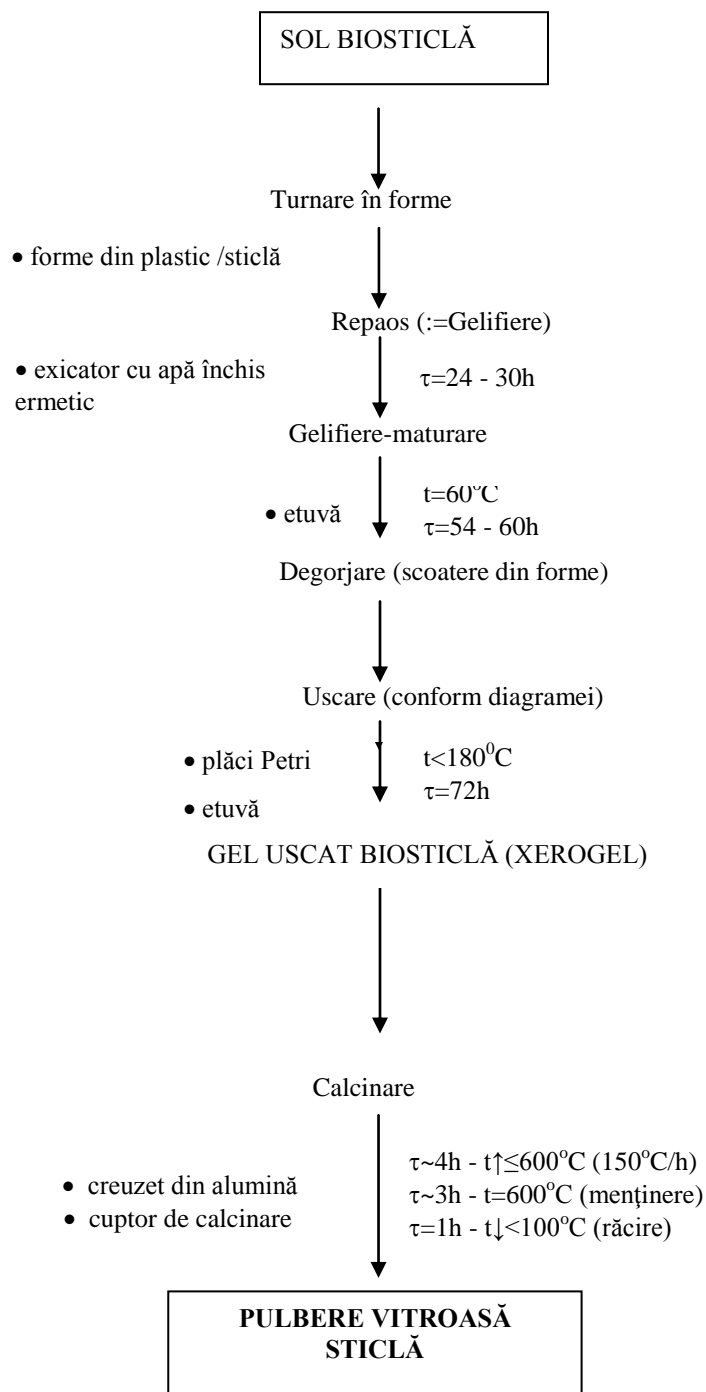 SOL BIOSTICLĂ
Turnare în forme
• forme din plastic /sticlă
Repaos (:=Gelifiere)
• exicator cu apă închis
ermetic
τ=24 - 30h
Gelifiere-maturare
• etuvă
t=60°C
τ=54 - 60h
Degorjare (scoatere din forme)
Uscare (conform diagramei)
• plăci Petri
t<180⁰C
• etuvă
τ=72h
GEL USCAT BIOSTICLĂ (XEROGEL)
Calcinare
• creuzet din alumină
• cuptor de calcinare
τ~4h - t↑≤600°C (150°C/h)
τ~3h - t=600°C (menţinere)
τ=1h - t↓<100°C (răcire)
PULBERE VITROASĂ
STICLĂ